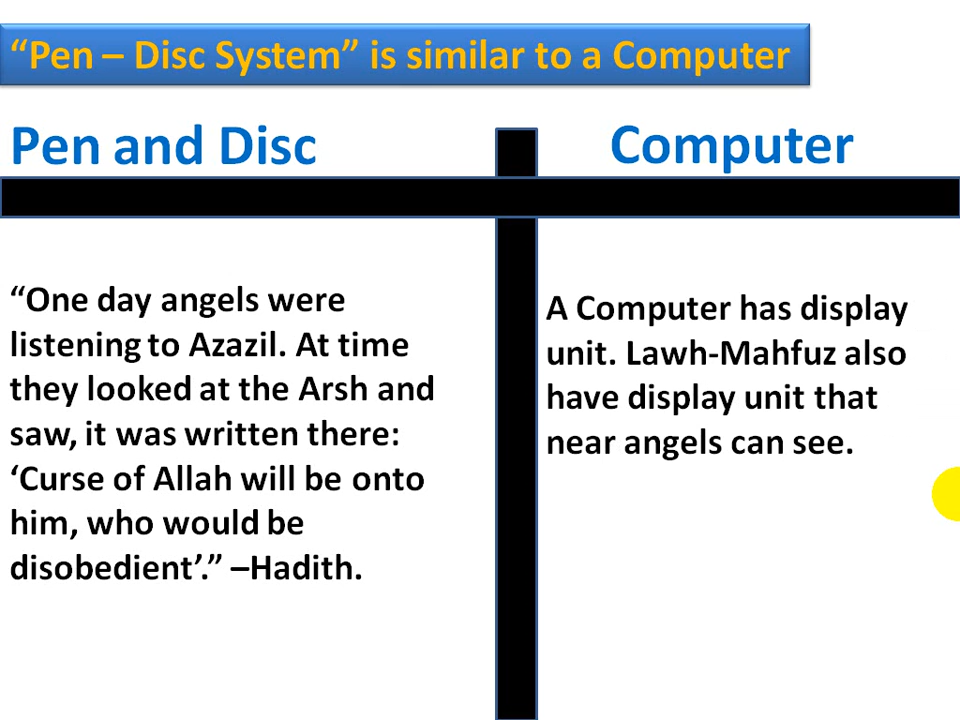 “Pen – Disc System” is similar to a Computer
Pen and Disc
Computer
“One day angels were
listening to Azazil. At time
they looked at the Arsh and
saw, it was written there:
‘Curse of Allah will be onto
him, who would be
disobedient’.” –Hadith.
A Computer has display
unit. Lawh-Mahfuz also
have display unit that
near angels can see.